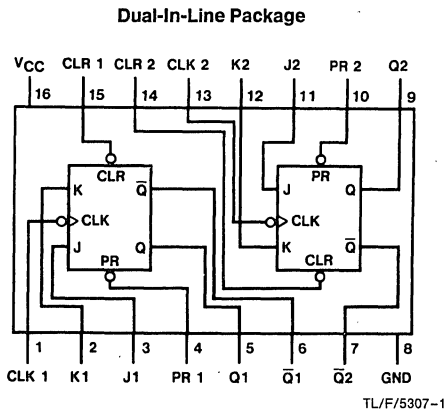 Dual-In-Line Package
VCC CLR 1 CLR 2 CLK 2 K2 J2 PR 2 Q2
16 15 14 13 12 11 10 9
CLR PR
K Q̅ J Q
CLK CLK
J Q K Q̅
PR CLR
1 2 3 4 5 6 7 8
CLK 1 K1 J1 PR 1 Q1 Q̅1 Q̅2 GND
TL/F/5307-1